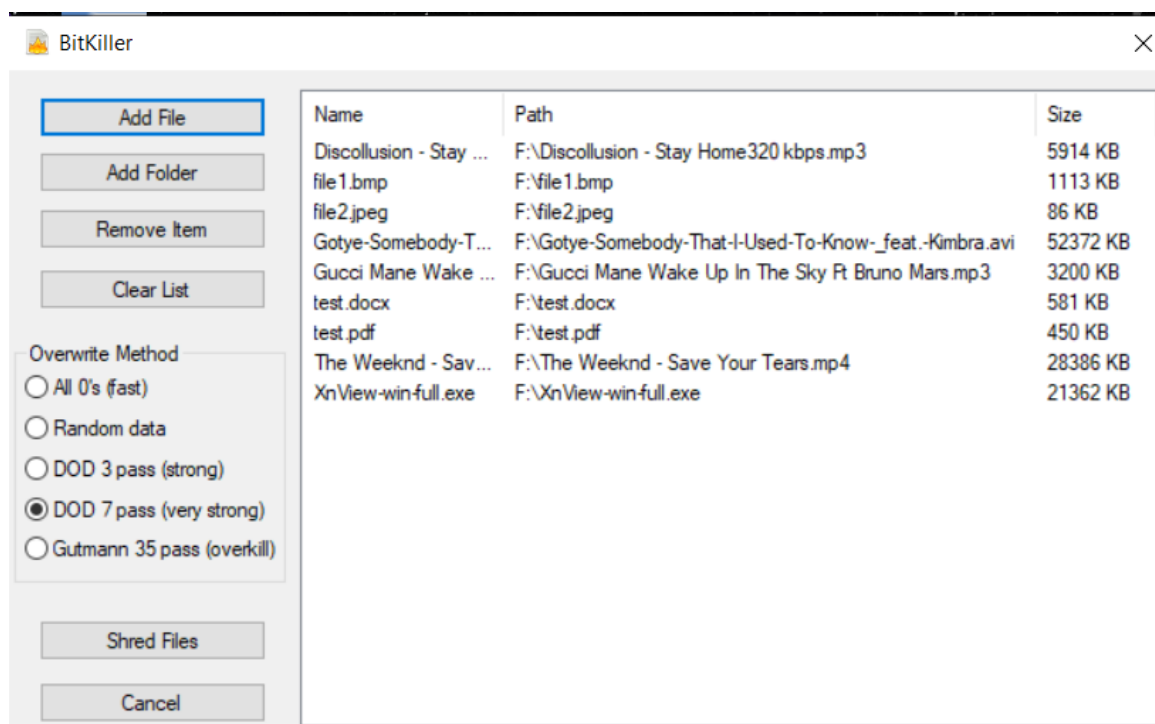 BitKiller
Add File
Add Folder
Remove Item
Clear List
Overwrite Method
All 0's (fast)
Random data
DOD 3 pass (strong)
DOD 7 pass (very strong)
Gutmann 35 pass (overkill)
Shred Files
Cancel
Name Path Size
Discollusion - Stay ... F:\Discollusion - Stay Home320 kbps.mp3 5914 KB
file1.bmp F:\file1.bmp 1113 KB
file2.jpeg F:\file2.jpeg 86 KB
Gotye-Somebody-T... F:\Gotye-Somebody-That-I-Used-To-Know-_feat.-Kimbra.avi 52372 KB
Gucci Mane Wake ... F:\Gucci Mane Wake Up In The Sky Ft Bruno Mars.mp3 3200 KB
test.docx F:\test.docx 581 KB
test.pdf F:\test.pdf 450 KB
The Weeknd - Sav... F:\The Weeknd - Save Your Tears.mp4 28386 KB
XnView-win-full.exe F:\XnView-win-full.exe 21362 KB